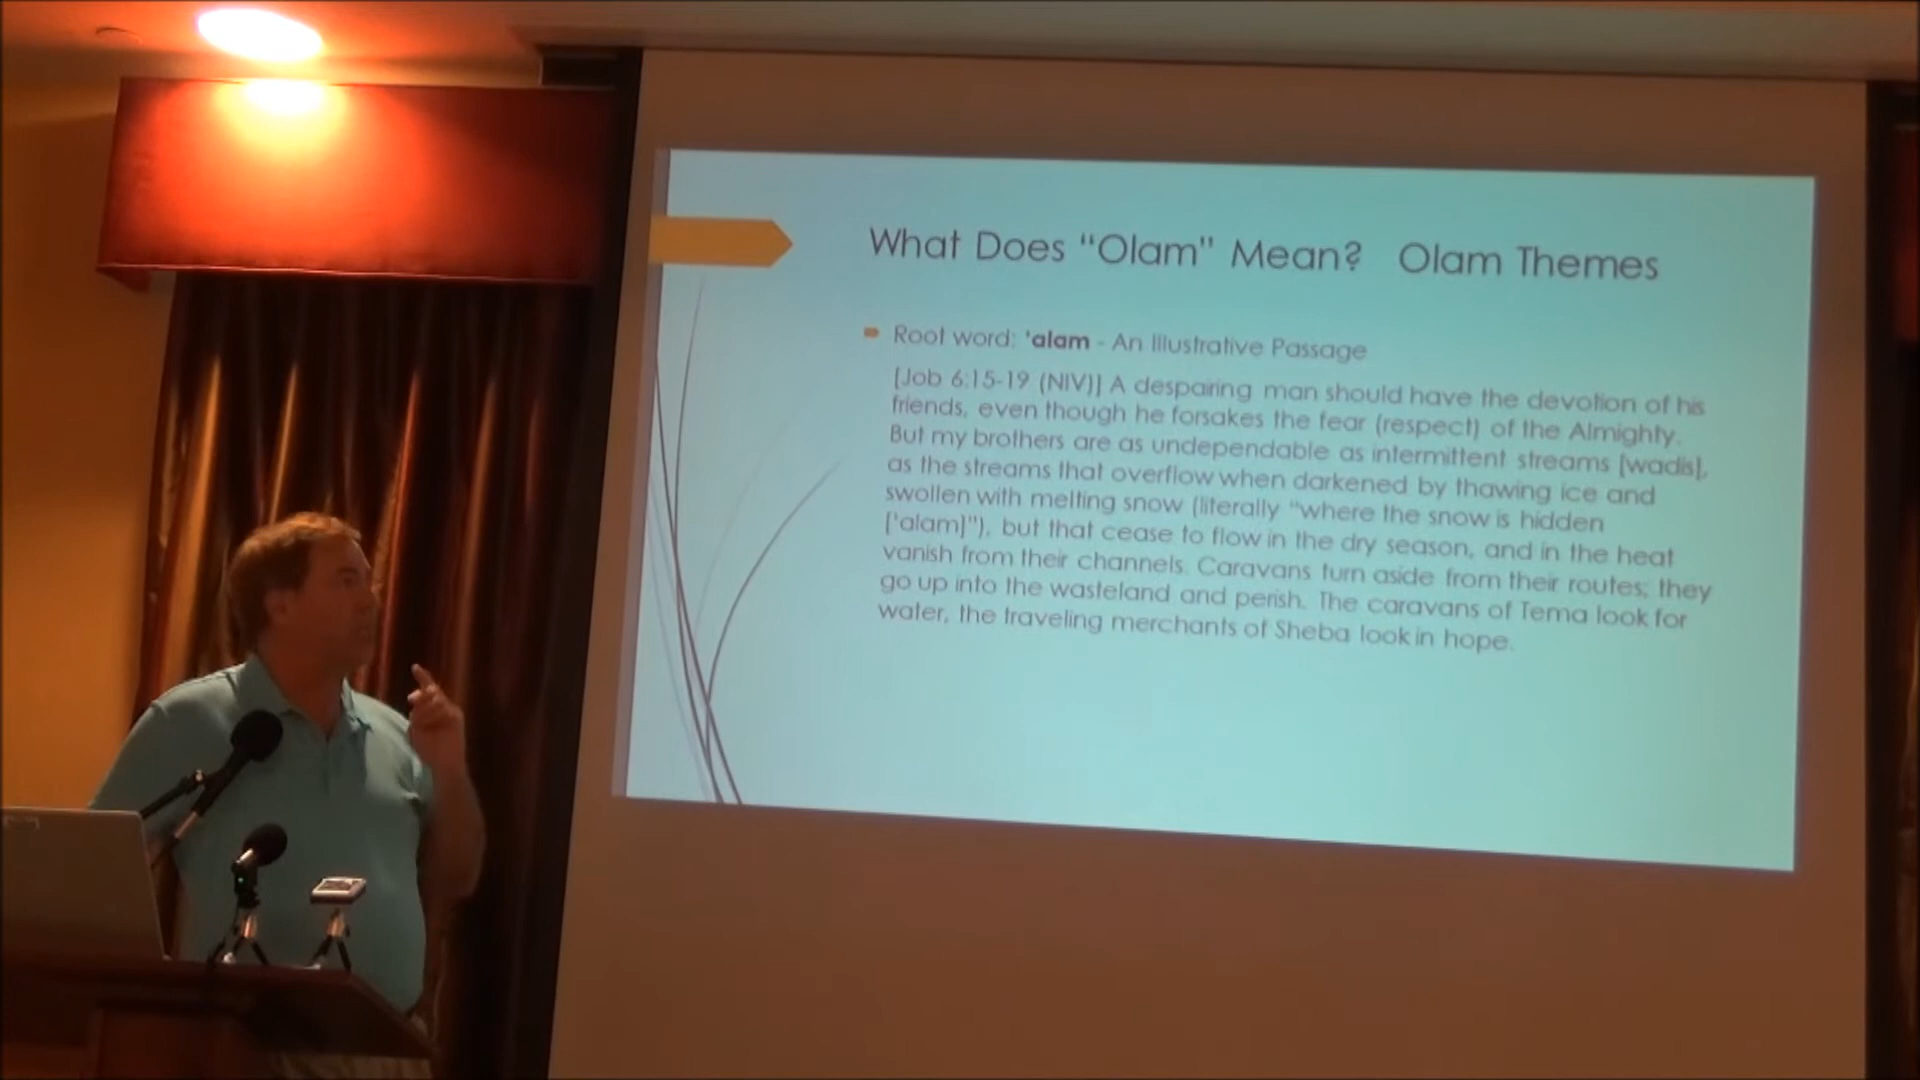 What Does "Olam" Mean?   Olam Themes
Root word: 'alam - An Illustrative Passage
[Job 6:15-19 (NIV)] A despairing man should have the devotion of his
friends, even though he forsakes the fear (respect) of the Almighty.
But my brothers are as undependable as intermittent streams [wadis],
as the streams that overflow when darkened by thawing ice and
swollen with melting snow (literally "where the snow is hidden
['alam]"), but that cease to flow in the dry season, and in the heat
vanish from their channels. Caravans turn aside from their routes; they
go up into the wasteland and perish. The caravans of Tema look for
water, the traveling merchants of Sheba look in hope.